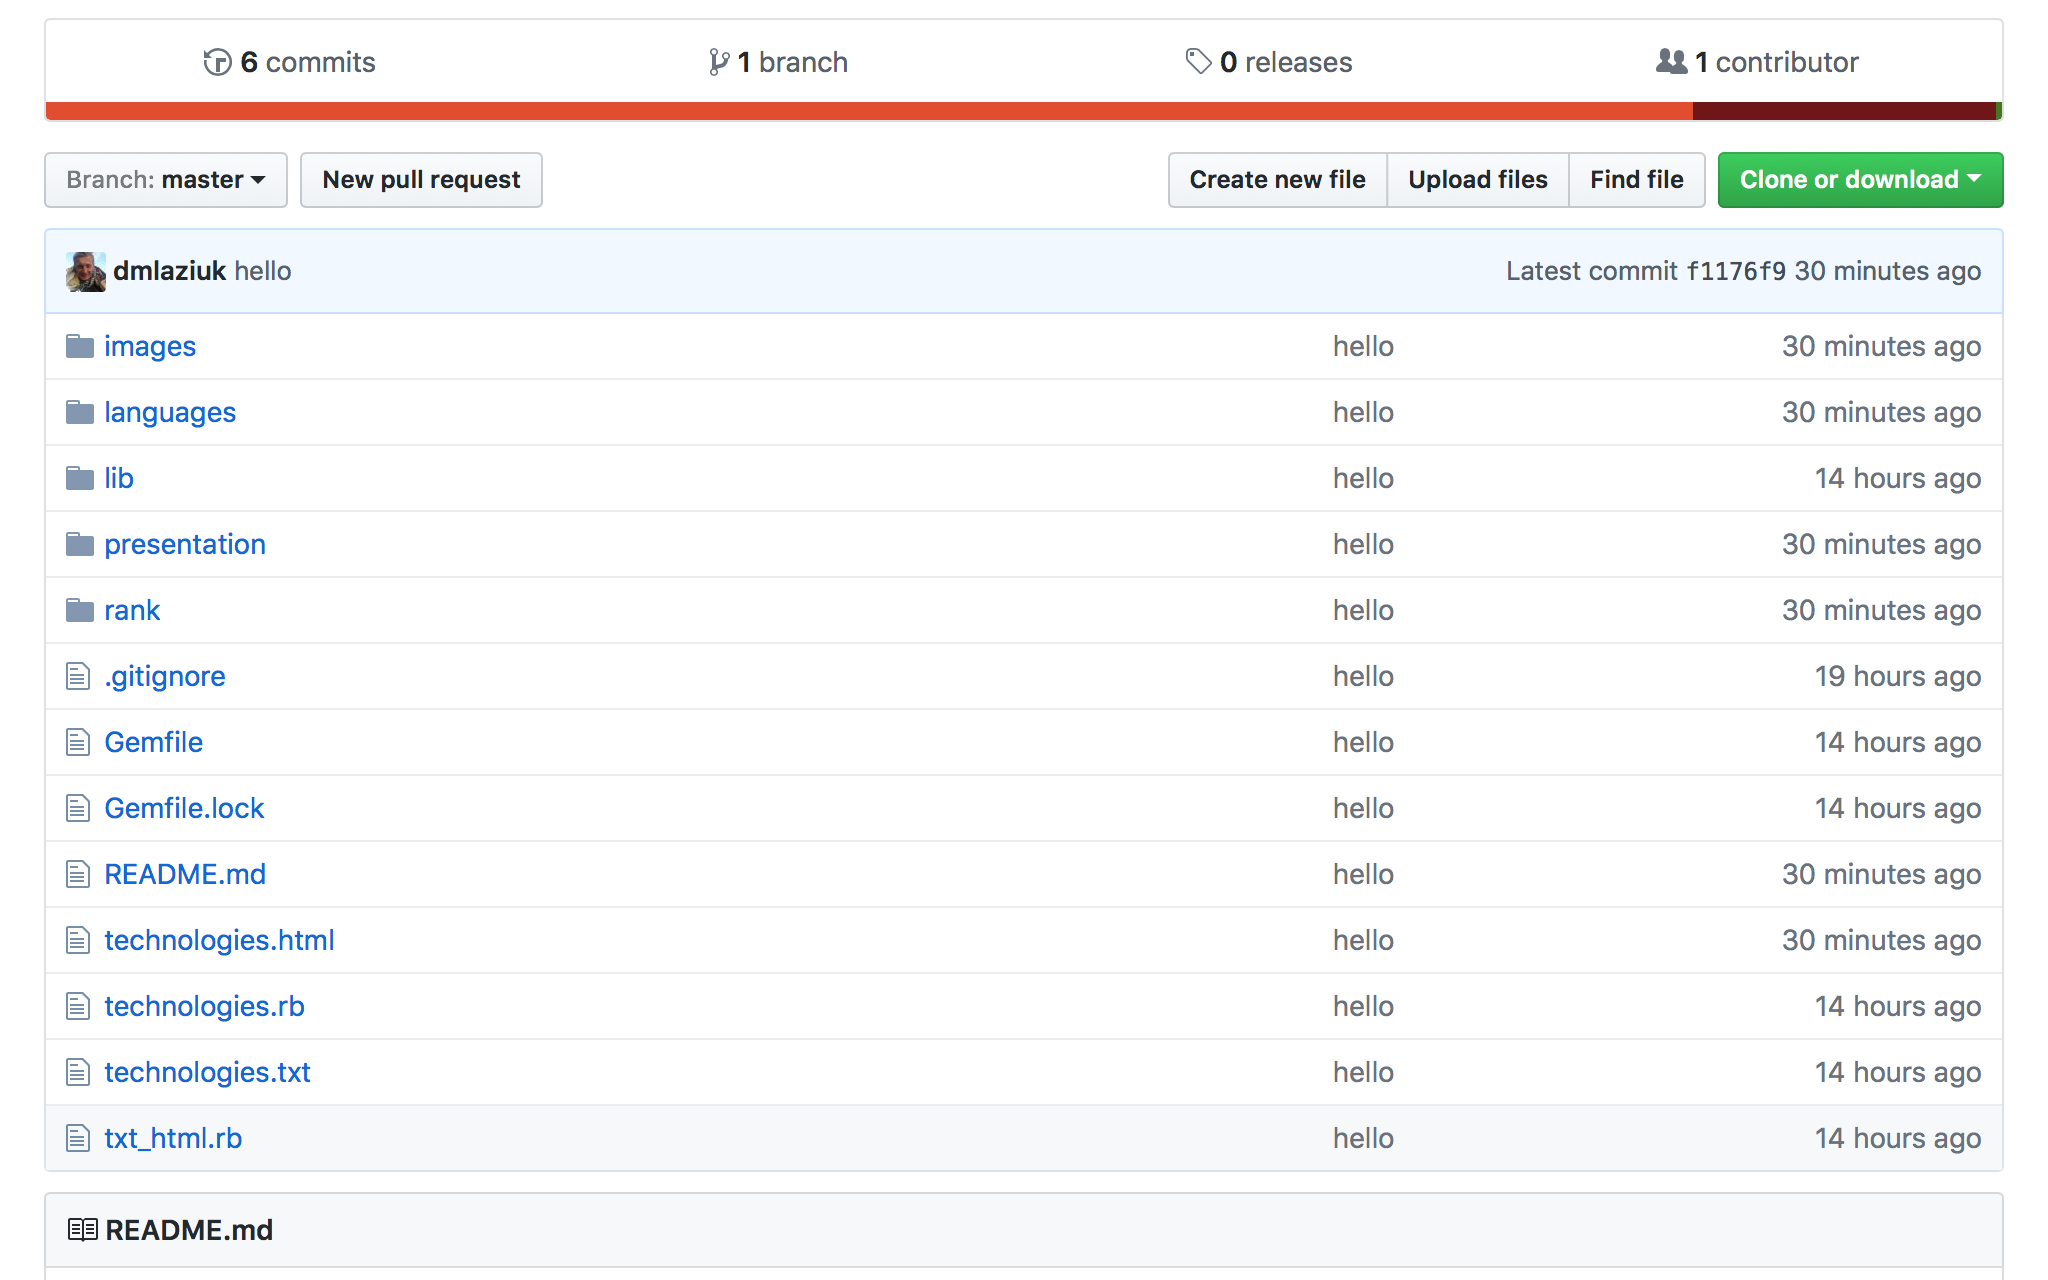 6 commits 1 branch 0 releases 1 contributor
Branch: master New pull request Create new file Upload files Find file Clone or download
dmlaziuk hello Latest commit f1176f9 30 minutes ago
images hello 30 minutes ago
languages hello 30 minutes ago
lib hello 14 hours ago
presentation hello 30 minutes ago
rank hello 30 minutes ago
.gitignore hello 19 hours ago
Gemfile hello 14 hours ago
Gemfile.lock hello 14 hours ago
README.md hello 30 minutes ago
technologies.html hello 30 minutes ago
technologies.rb hello 14 hours ago
technologies.txt hello 14 hours ago
txt_html.rb hello 14 hours ago
README.md